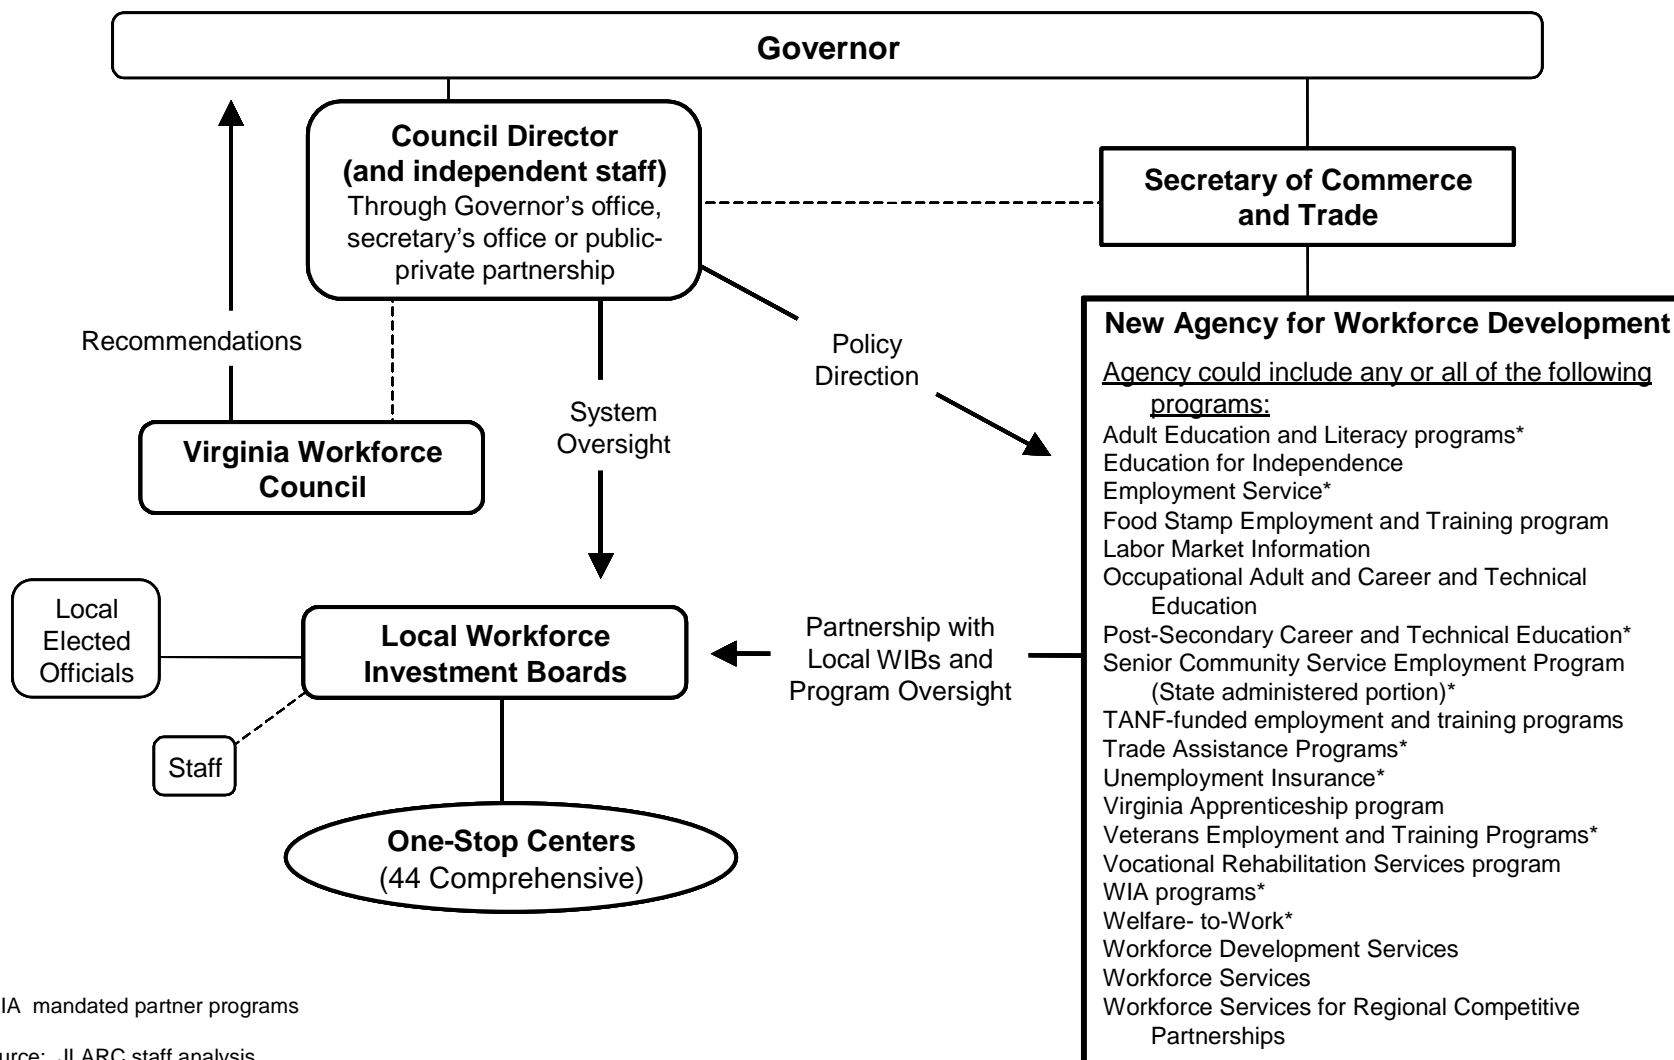 Governor
Council Director
(and independent staff)
Through Governor's office,
secretary's office or public-
private partnership
Secretary of Commerce
and Trade
Recommendations
Policy
Direction
System
Oversight
Virginia Workforce
Council
New Agency for Workforce Development
Agency could include any or all of the following
programs:
Adult Education and Literacy programs*
Education for Independence
Employment Service*
Food Stamp Employment and Training program
Labor Market Information
Occupational Adult and Career and Technical
Education
Post-Secondary Career and Technical Education*
Senior Community Service Employment Program
(State administered portion)*
TANF-funded employment and training programs
Trade Assistance Programs*
Unemployment Insurance*
Virginia Apprenticeship program
Veterans Employment and Training Programs*
Vocational Rehabilitation Services program
WIA programs*
Welfare- to-Work*
Workforce Development Services
Workforce Services
Workforce Services for Regional Competitive
Partnerships
Local
Elected
Officials
Local Workforce
Investment Boards
Partnership with
Local WIBs and
Program Oversight
Staff
One-Stop Centers
(44 Comprehensive)
IA mandated partner programs
urce: JLARC staff analysis